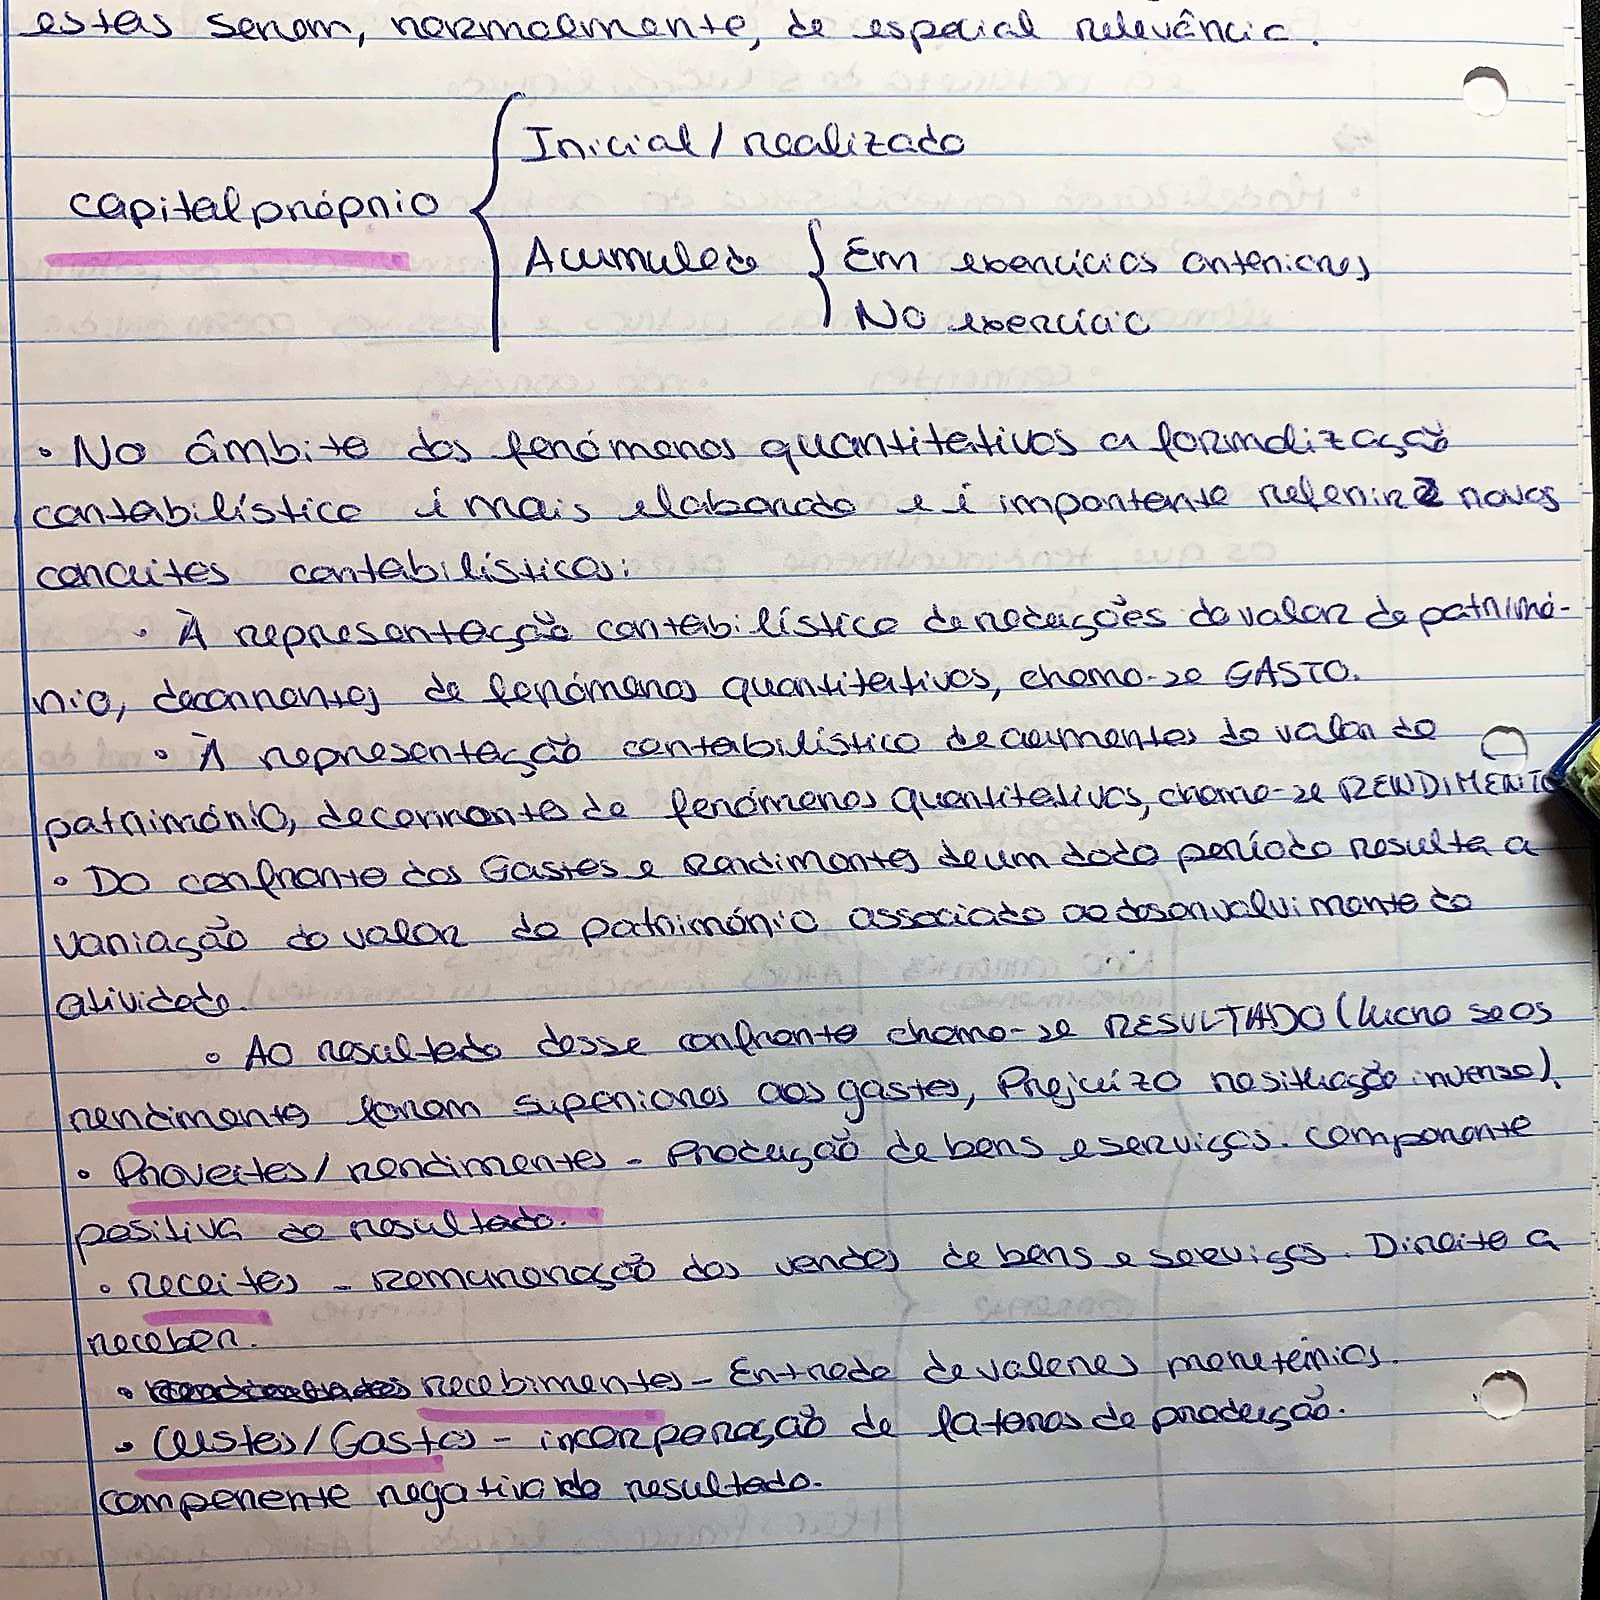 estas seriam, normalmente, de especial relevância.
Capital próprio { Inicial / realizado
Acumulado { Em exercícios anteriores
No exercício
• No âmbito dos fenómenos quantitativos a formalização
contabilística é mais elaborada e é importante referir 2 novos
conceitos contabilísticos:
• À representação contabilística de reduções do valor do patrimó-
nio, decorrentes de fenómenos quantitativos, chama-se GASTO.
• À representação contabilística de aumentos do valor do
património, decorrentes de fenómenos quantitativos, chama-se RENDIMENTO
• Do confronto dos Gastos e Rendimentos de um dado período resulta a
variação do valor do património associado ao desenvolvimento da
atividade.
• Ao resultado desse confronto chama-se RESULTADO (lucro se os
rendimentos forem superiores aos gastos, Prejuízo na situação inversa).
• Proveitos / rendimentos - Produção de bens e serviços. Componente
positiva do resultado.
• Receitas - Remuneração das vendas de bens e serviços. Direito a
receber.
• recebimentos - Entrada de valores monetários.
• Custos / Gastos - incorporação de fatores de produção.
componente negativa do resultado.